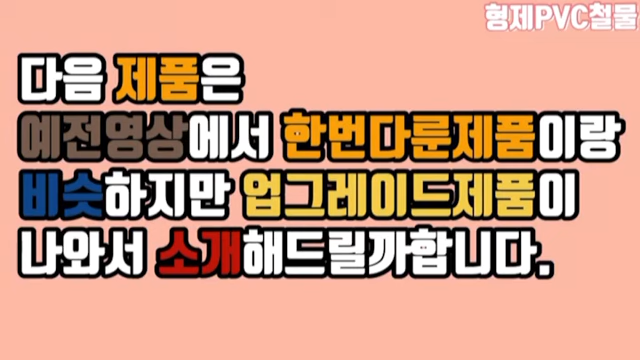 형제PVC철물
다음 제품은
예전영상에서 한번다룬제품이랑
비슷하지만 업그레이드제품이
나와서 소개해드릴까합니다.